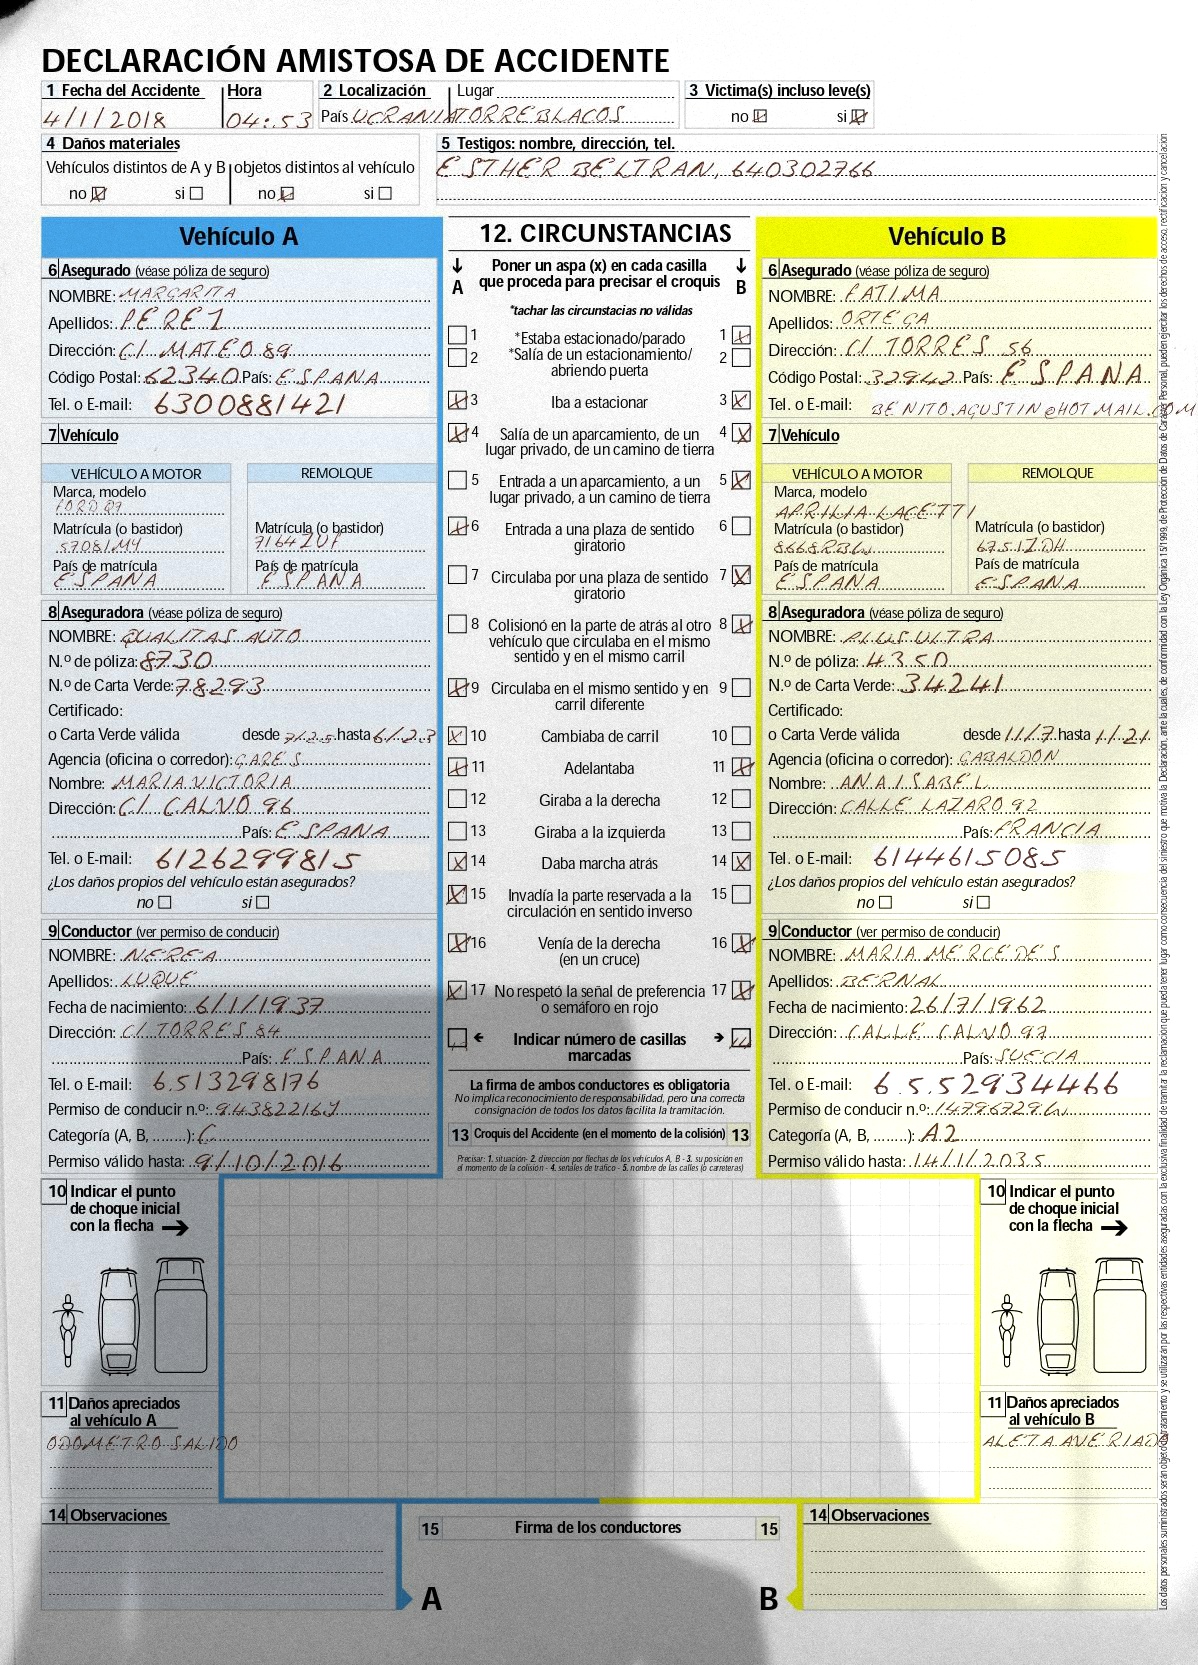 DECLARACIÓN AMISTOSA DE ACCIDENTE
1 Fecha del Accidente Hora 2 Localización Lugar 3 Victima(s) incluso leve(s)
4/1/2018 04:53 País UCRANIA TORREBLACOS no si
4 Daños materiales 5 Testigos: nombre, dirección, tel.
Vehículos distintos de A y B objetos distintos al vehículo ESTHER BELTRAN, 640302766
no si no si
Vehículo A
6 Asegurado (véase póliza de seguro)
NOMBRE: MARGARITA
Apellidos: PEREZ
Dirección: C/ MATEO 89
Código Postal: 62340 País: ESPANA
Tel. o E-mail: 6300881421
7 Vehículo
VEHÍCULO A MOTOR REMOLQUE
Marca, modelo
FORD Q7
Matrícula (o bastidor) Matrícula (o bastidor)
5708LMY 7164ZUF
País de matrícula País de matrícula
ESPANA ESPANA
8 Aseguradora (véase póliza de seguro)
NOMBRE: QUALITAS AUTO
N.º de póliza: 8730
N.º de Carta Verde: 78293
Certificado:
o Carta Verde válida desde 7/25 hasta 6/23
Agencia (oficina o corredor): GARES
Nombre: MARIA VICTORIA
Dirección: C/ CALVO 96
País: ESPANA
Tel. o E-mail: 6126299815
¿Los daños propios del vehículo están asegurados?
no si
9 Conductor (ver permiso de conducir)
NOMBRE: NEREA
Apellidos: LUQUE
Fecha de nacimiento: 6/1/1937
Dirección: C/ TORRES 84
País: ESPANA
Tel. o E-mail: 6.513298176
Permiso de conducir n.º: 94382216J
Categoría (A, B, ........): C
Permiso válido hasta: 9/10/2016
12. CIRCUNSTANCIAS
A Poner un aspa (x) en cada casilla B
que proceda para precisar el croquis
*tachar las circunstacias no válidas
1 *Estaba estacionado/parado 1
2 *Salía de un estacionamiento/ 2
abriendo puerta
3 Iba a estacionar 3
4 Salía de un aparcamiento, de un 4
lugar privado, de un camino de tierra
5 Entrada a un aparcamiento, a un 5
lugar privado, a un camino de tierra
6 Entrada a una plaza de sentido 6
giratorio
7 Circulaba por una plaza de sentido 7
giratorio
8 Colisionó en la parte de atrás al otro 8
vehículo que circulaba en el mismo
sentido y en el mismo carril
9 Circulaba en el mismo sentido y en 9
carril diferente
10 Cambiaba de carril 10
11 Adelantaba 11
12 Giraba a la derecha 12
13 Giraba a la izquierda 13
14 Daba marcha atrás 14
15 Invadía la parte reservada a la 15
circulación en sentido inverso
16 Venía de la derecha 16
(en un cruce)
17 No respetó la señal de preferencia 17
o semáforo en rojo
Indicar número de casillas
marcadas
La firma de ambos conductores es obligatoria
No implica reconocimiento de responsabilidad, pero una correcta
consignación de todos los datos facilita la tramitación.
13 Croquis del Accidente (en el momento de la colisión) 13
Precisar: 1. situación- 2. dirección por flechas de los vehículos A, B - 3. su posición en
al momento de la colisión - 4. señales de tráfico - 5. nombre de las calles (o carreteras)
Vehículo B
6 Asegurado (véase póliza de seguro)
NOMBRE: FATIMA
Apellidos: ORTEGA
Dirección: C/ TORRES 56
Código Postal: 32942 País: ESPANA
Tel. o E-mail: BENITO.AGUSTIN@HOTMAIL.COM
7 Vehículo
VEHÍCULO A MOTOR REMOLQUE
Marca, modelo
APRILIA LACETTI
Matrícula (o bastidor) Matrícula (o bastidor)
8668RBW 6751ZDH
País de matrícula País de matrícula
ESPANA ESPANA
8 Aseguradora (véase póliza de seguro)
NOMBRE: PLUS ULTRA
N.º de póliza: 4350
N.º de Carta Verde: 34241
Certificado:
o Carta Verde válida desde 11/7 hasta 1/21
Agencia (oficina o corredor): GABALDON
Nombre: ANA ISABEL
Dirección: CALLE LAZARO 92
País: FRANCIA
Tel. o E-mail: 6144615085
¿Los daños propios del vehículo están asegurados?
no si
9 Conductor (ver permiso de conducir)
NOMBRE: MARIA MERCEDES
Apellidos: BERNAL
Fecha de nacimiento: 26/7/1962
Dirección: CALLE CALVO 97
País: SUECIA
Tel. o E-mail: 6.5.52934466
Permiso de conducir n.º: 14796729W
Categoría (A, B, ........): A2
Permiso válido hasta: 14/1/2035
10 Indicar el punto
de choque inicial
con la flecha
11 Daños apreciados
al vehículo A
ODOMETRO SALIDO
10 Indicar el punto
de choque inicial
con la flecha
11 Daños apreciados
al vehículo B
ALETA AVERIADA
14 Observaciones
15 Firma de los conductores 15
A B
14 Observaciones
Los datos personales suministrados serán objeto de tratamiento y se utilizarán por las respectivas entidades aseguradas con la exclusiva finalidad de tramitar la reclamación que pueda tener lugar como consecuencia del siniestro que motiva la Declaración, ante la cuales, de conformidad con la Ley Orgánica 15/1999, de Protección de Datos de Carácter Personal, pueden ejercitar los derechos de acceso, rectificación y cancelación